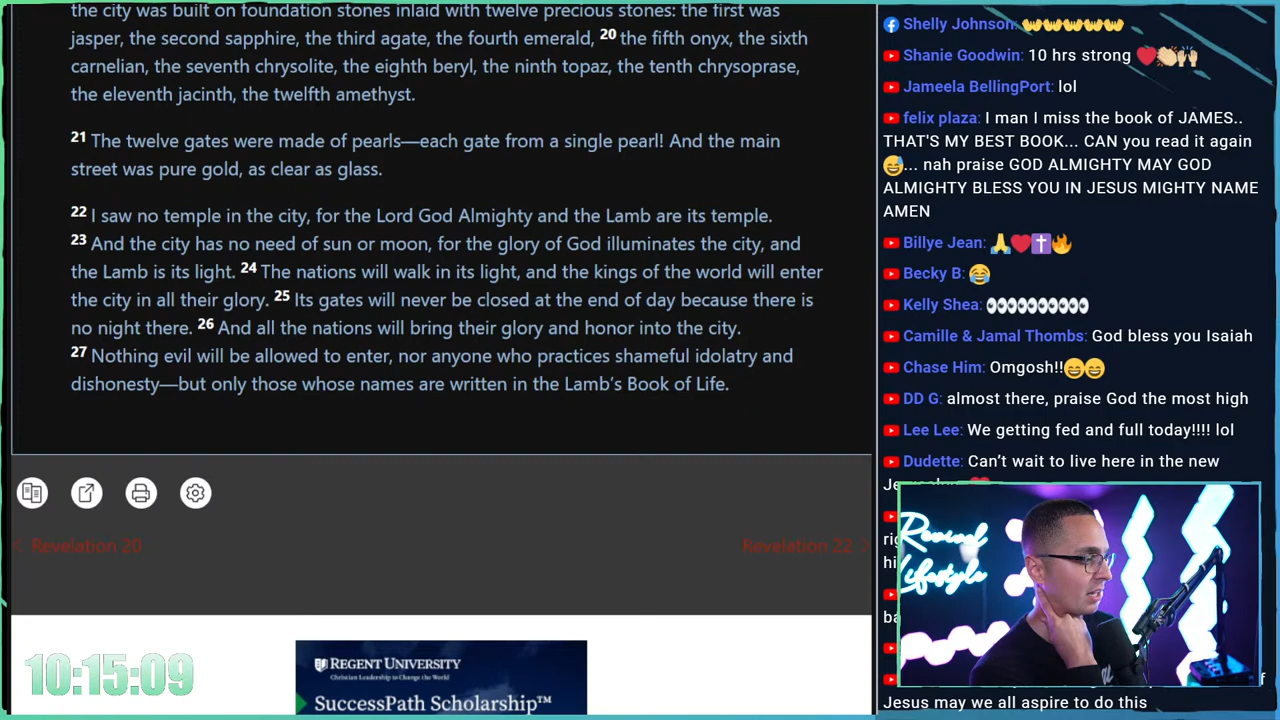 the city was built on foundation stones inlaid with twelve precious stones: the first was
jasper, the second sapphire, the third agate, the fourth emerald, 20 the fifth onyx, the sixth
carnelian, the seventh chrysolite, the eighth beryl, the ninth topaz, the tenth chrysoprase,
the eleventh jacinth, the twelfth amethyst.
21 The twelve gates were made of pearls—each gate from a single pearl! And the main
street was pure gold, as clear as glass.
22 I saw no temple in the city, for the Lord God Almighty and the Lamb are its temple.
23 And the city has no need of sun or moon, for the glory of God illuminates the city, and
the Lamb is its light. 24 The nations will walk in its light, and the kings of the world will enter
the city in all their glory. 25 Its gates will never be closed at the end of day because there is
no night there. 26 And all the nations will bring their glory and honor into the city.
27 Nothing evil will be allowed to enter, nor anyone who practices shameful idolatry and
dishonesty—but only those whose names are written in the Lamb's Book of Life.
< Revelation 20
Revelation 22 >
10:15:09
REGENT UNIVERSITY
Christian Leadership to Change the World
SuccessPath Scholarship™
Shelly Johnson: 👐👐👐👐👐
Shanie Goodwin: 10 hrs strong ❤️👏🏼🙌🏼
Jameela BellingPort: lol
felix plaza: I man I miss the book of JAMES..
THAT'S MY BEST BOOK... CAN you read it again
😅... nah praise GOD ALMIGHTY MAY GOD
ALMIGHTY BLESS YOU IN JESUS MIGHTY NAME
AMEN
Billye Jean: 🙏❤️✝️🔥
Becky B: 😂
Kelly Shea: 👀👀👀👀👀
Camille & Jamal Thombs: God bless you Isaiah
Chase Him: Omgosh!!😄😄
DD G: almost there, praise God the most high
Lee Lee: We getting fed and full today!!!! lol
Dudette: Can't wait to live here in the new
Revival
Lifestyle
Jesus may we all aspire to do this